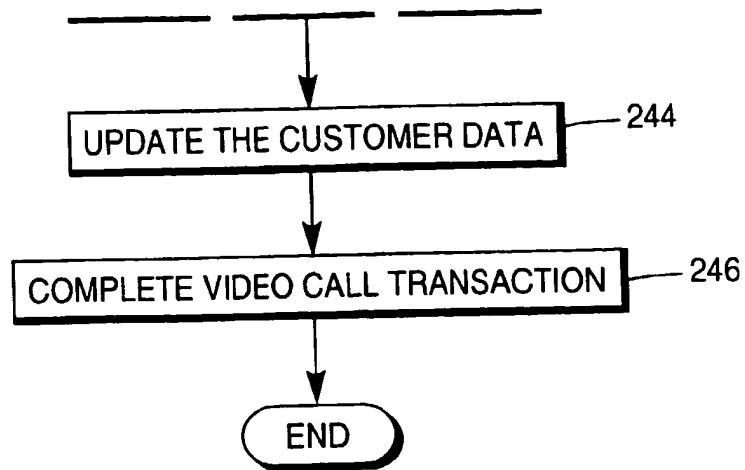 UPDATE THE CUSTOMER DATA
244
COMPLETE VIDEO CALL TRANSACTION
246
END